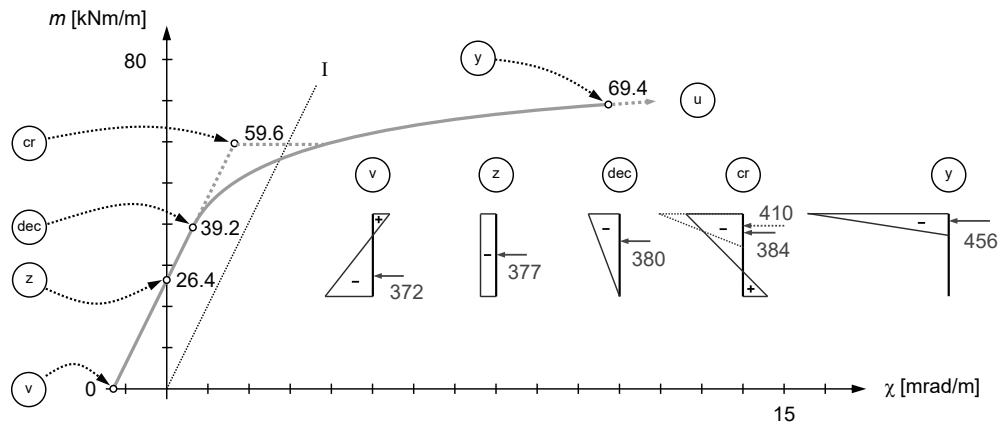 m [kNm/m]
80
I
y
69.4
u
cr
59.6
v
z
dec
cr
y
+
-
410
-
384
-
456
dec
39.2
-
-
380
377
z
26.4
-
372
+
v
0
15
χ [mrad/m]